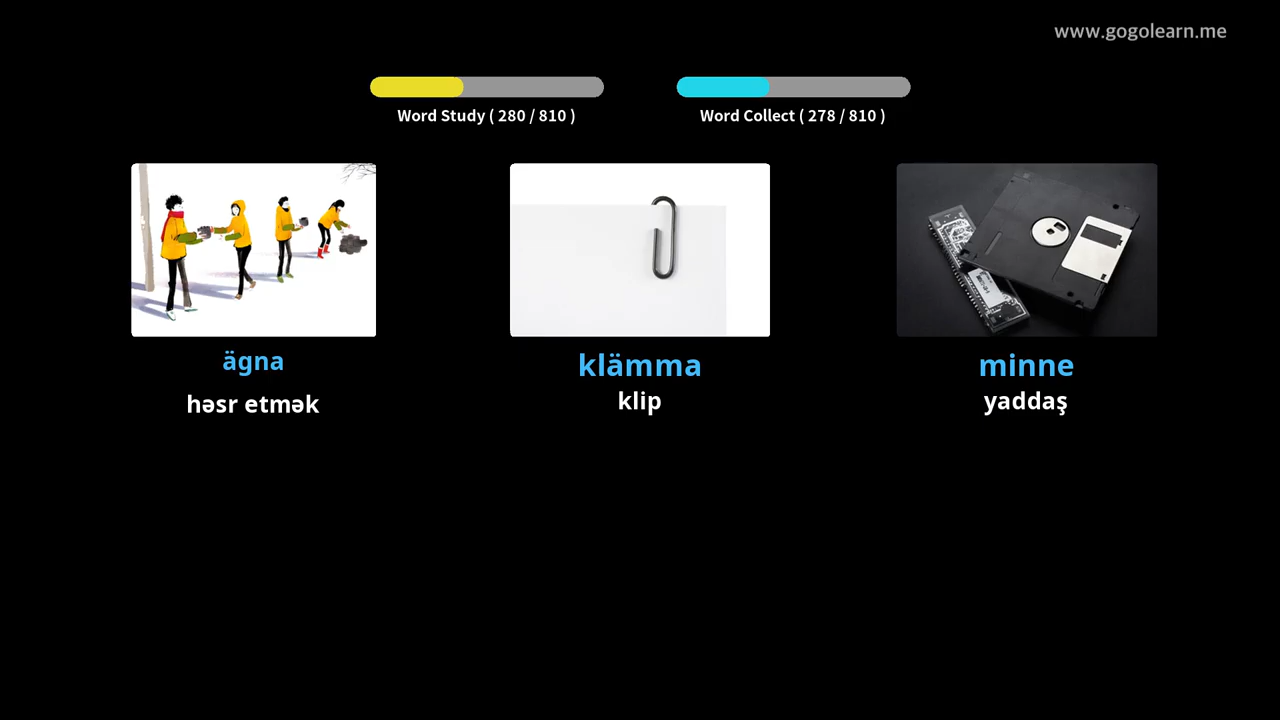 www.gogolearn.me
Word Study ( 280 / 810 )
Word Collect ( 278 / 810 )
ägna
həsr etmək
klämma
klip
minne
yaddaş